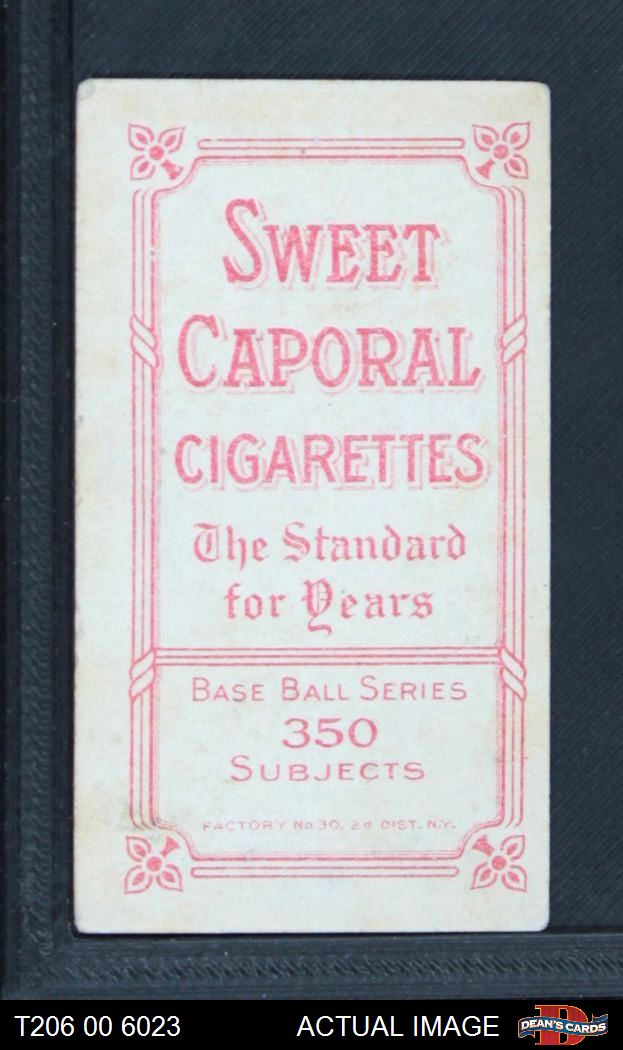 SWEET
CAPORAL
CIGARETTES
The Standard
for Years
BASE BALL SERIES
350
SUBJECTS
FACTORY No. 30, 2d DIST. N.Y.
T206 00 6023
ACTUAL IMAGE
D
DEAN'S CARDS